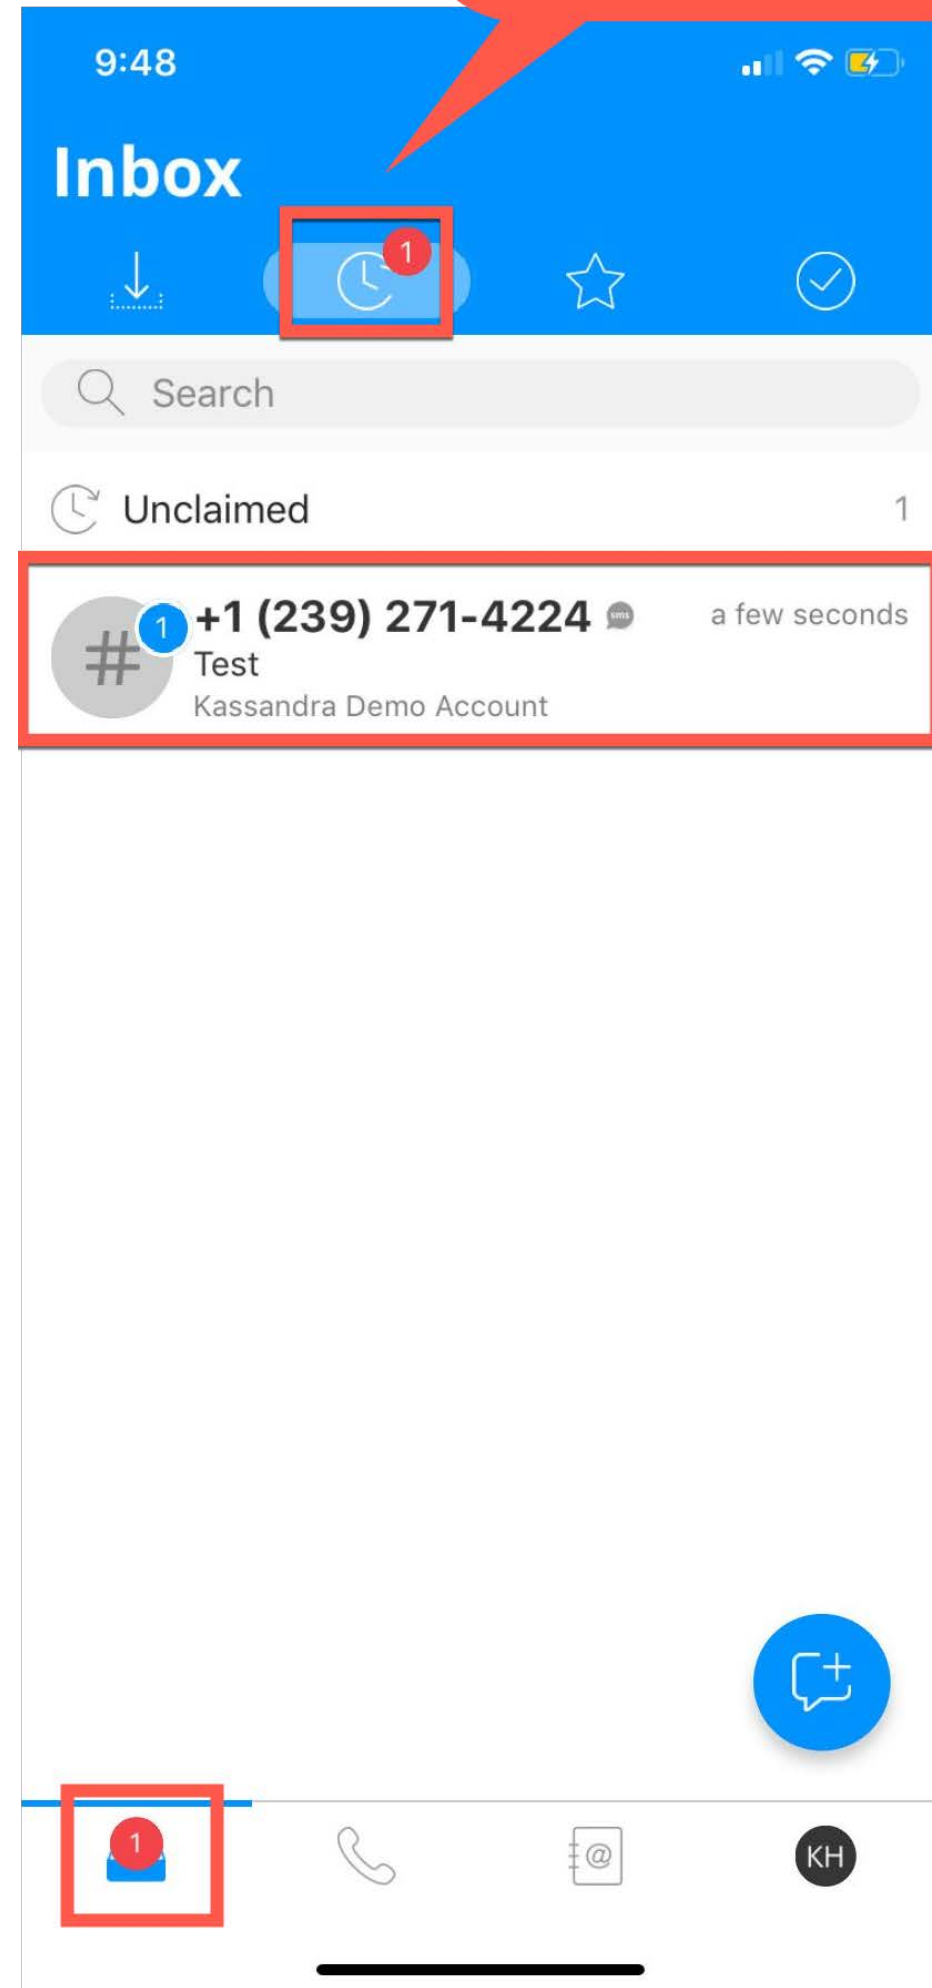 9:48
Inbox
1
Search
Unclaimed 1
# 1 +1 (239) 271-4224 sms a few seconds
Test
Kassandra Demo Account
1 @ KH